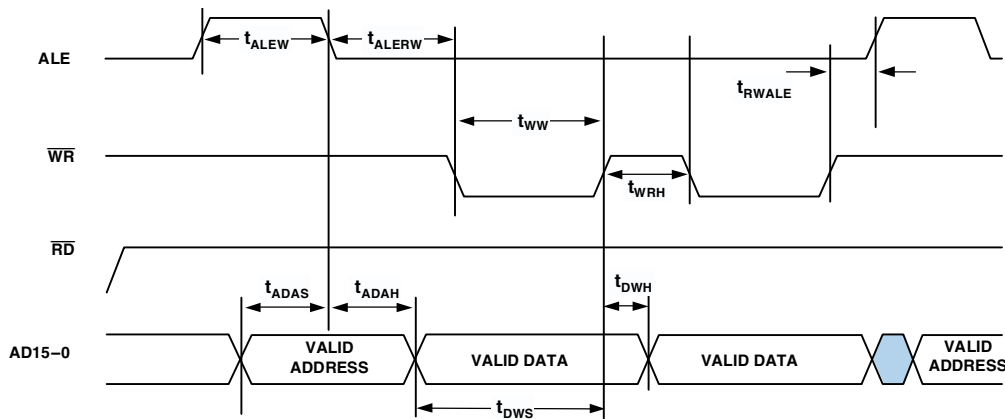 ALE
tALEW
tALERW
tRWALE
tWW
WR
tWRH
RD
tADAS
tADAH
tDWH
AD15–0
VALID
ADDRESS
VALID DATA
VALID DATA
VALID
ADDRESS
tDWS